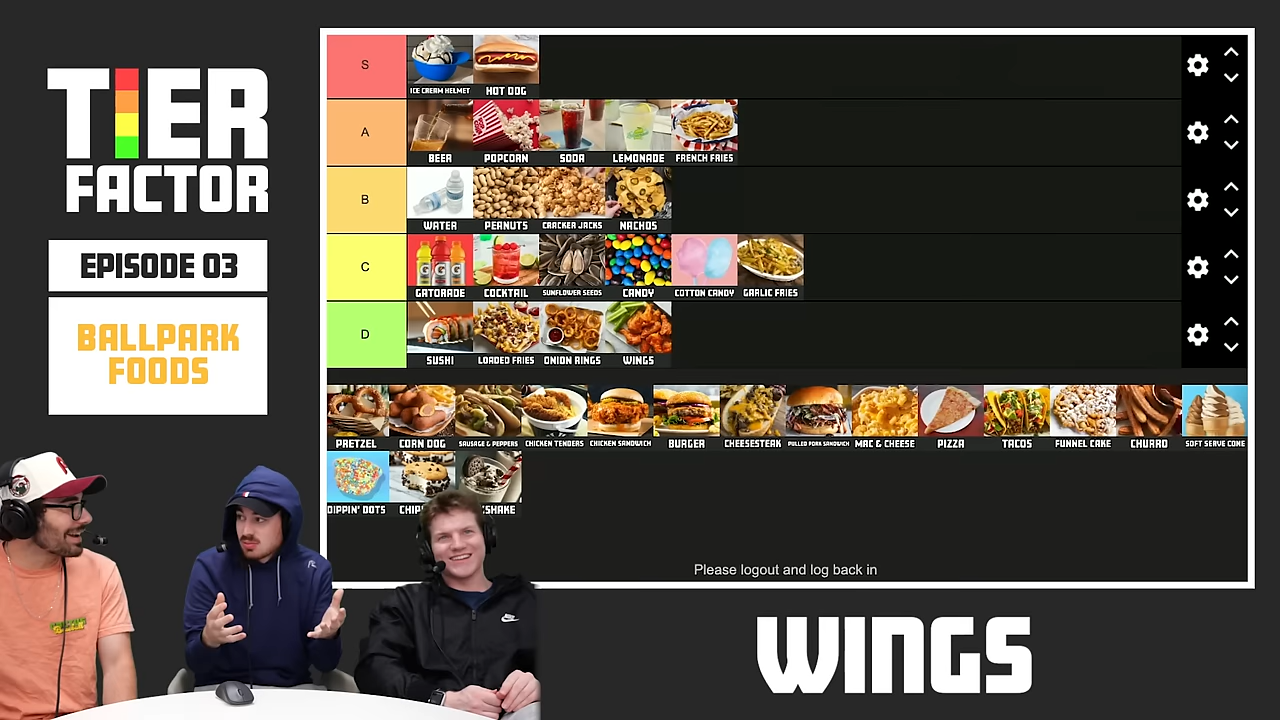 TIER
FACTOR
EPISODE 03
BALLPARK
FOODS
S
ICE CREAM HELMET
HOT DOG
A
BEER
POPCORN
SODA
LEMONADE
FRENCH FRIES
B
WATER
PEANUTS
CRACKER JACKS
NACHOS
C
GATORADE
COCKTAIL
SUNFLOWER SEEDS
CANDY
COTTON CANDY
GARLIC FRIES
D
SUSHI
LOADED FRIES
ONION RINGS
WINGS
PRETZEL
CORN DOG
SAUSAGE & PEPPERS
CHICKEN TENDERS
CHICKEN SANDWICH
BURGER
CHEESESTEAK
PULLED PORK SANDWICH
MAC & CHEESE
PIZZA
TACOS
FUNNEL CAKE
CHURRO
SOFT SERVE CONE
DIPPIN' DOTS
CHIP
SHAKE
Please logout and log back in
WINGS